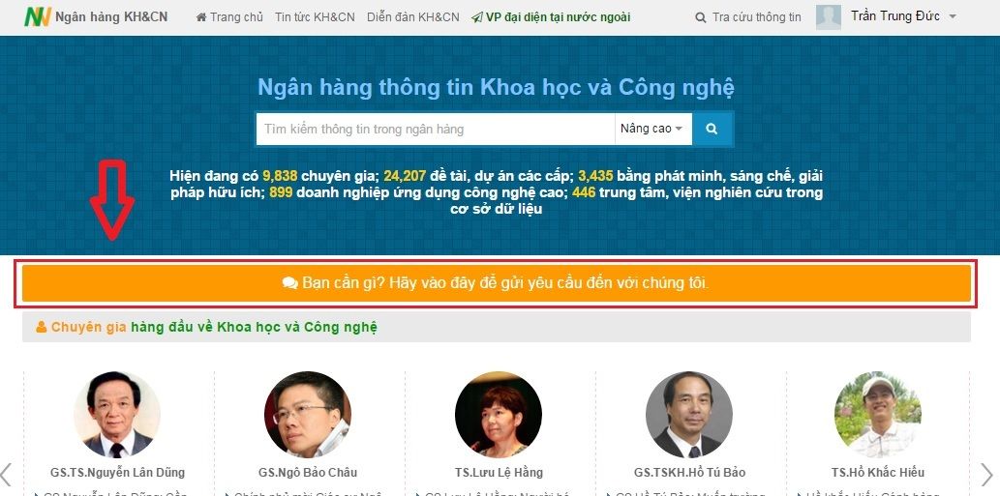 Ngân hàng KH&CN Trang chủ Tin tức KH&CN Diễn đàn KH&CN VP đại diện tại nước ngoài Tra cứu thông tin Trần Trung Đức
Ngân hàng thông tin Khoa học và Công nghệ
Tìm kiếm thông tin trong ngân hàng Nâng cao
Hiện đang có 9,838 chuyên gia; 24,207 đề tài, dự án các cấp; 3,435 bằng phát minh, sáng chế, giải
pháp hữu ích; 899 doanh nghiệp ứng dụng công nghệ cao; 446 trung tâm, viện nghiên cứu trong
cơ sở dữ liệu
Bạn cần gì? Hãy vào đây để gửi yêu cầu đến với chúng tôi.
Chuyên gia hàng đầu về Khoa học và Công nghệ
GS.TS.Nguyễn Lân Dũng GS.Ngô Bảo Châu TS.Lưu Lệ Hằng GS.TSKH.Hồ Tú Bảo TS.Hồ Khắc Hiếu